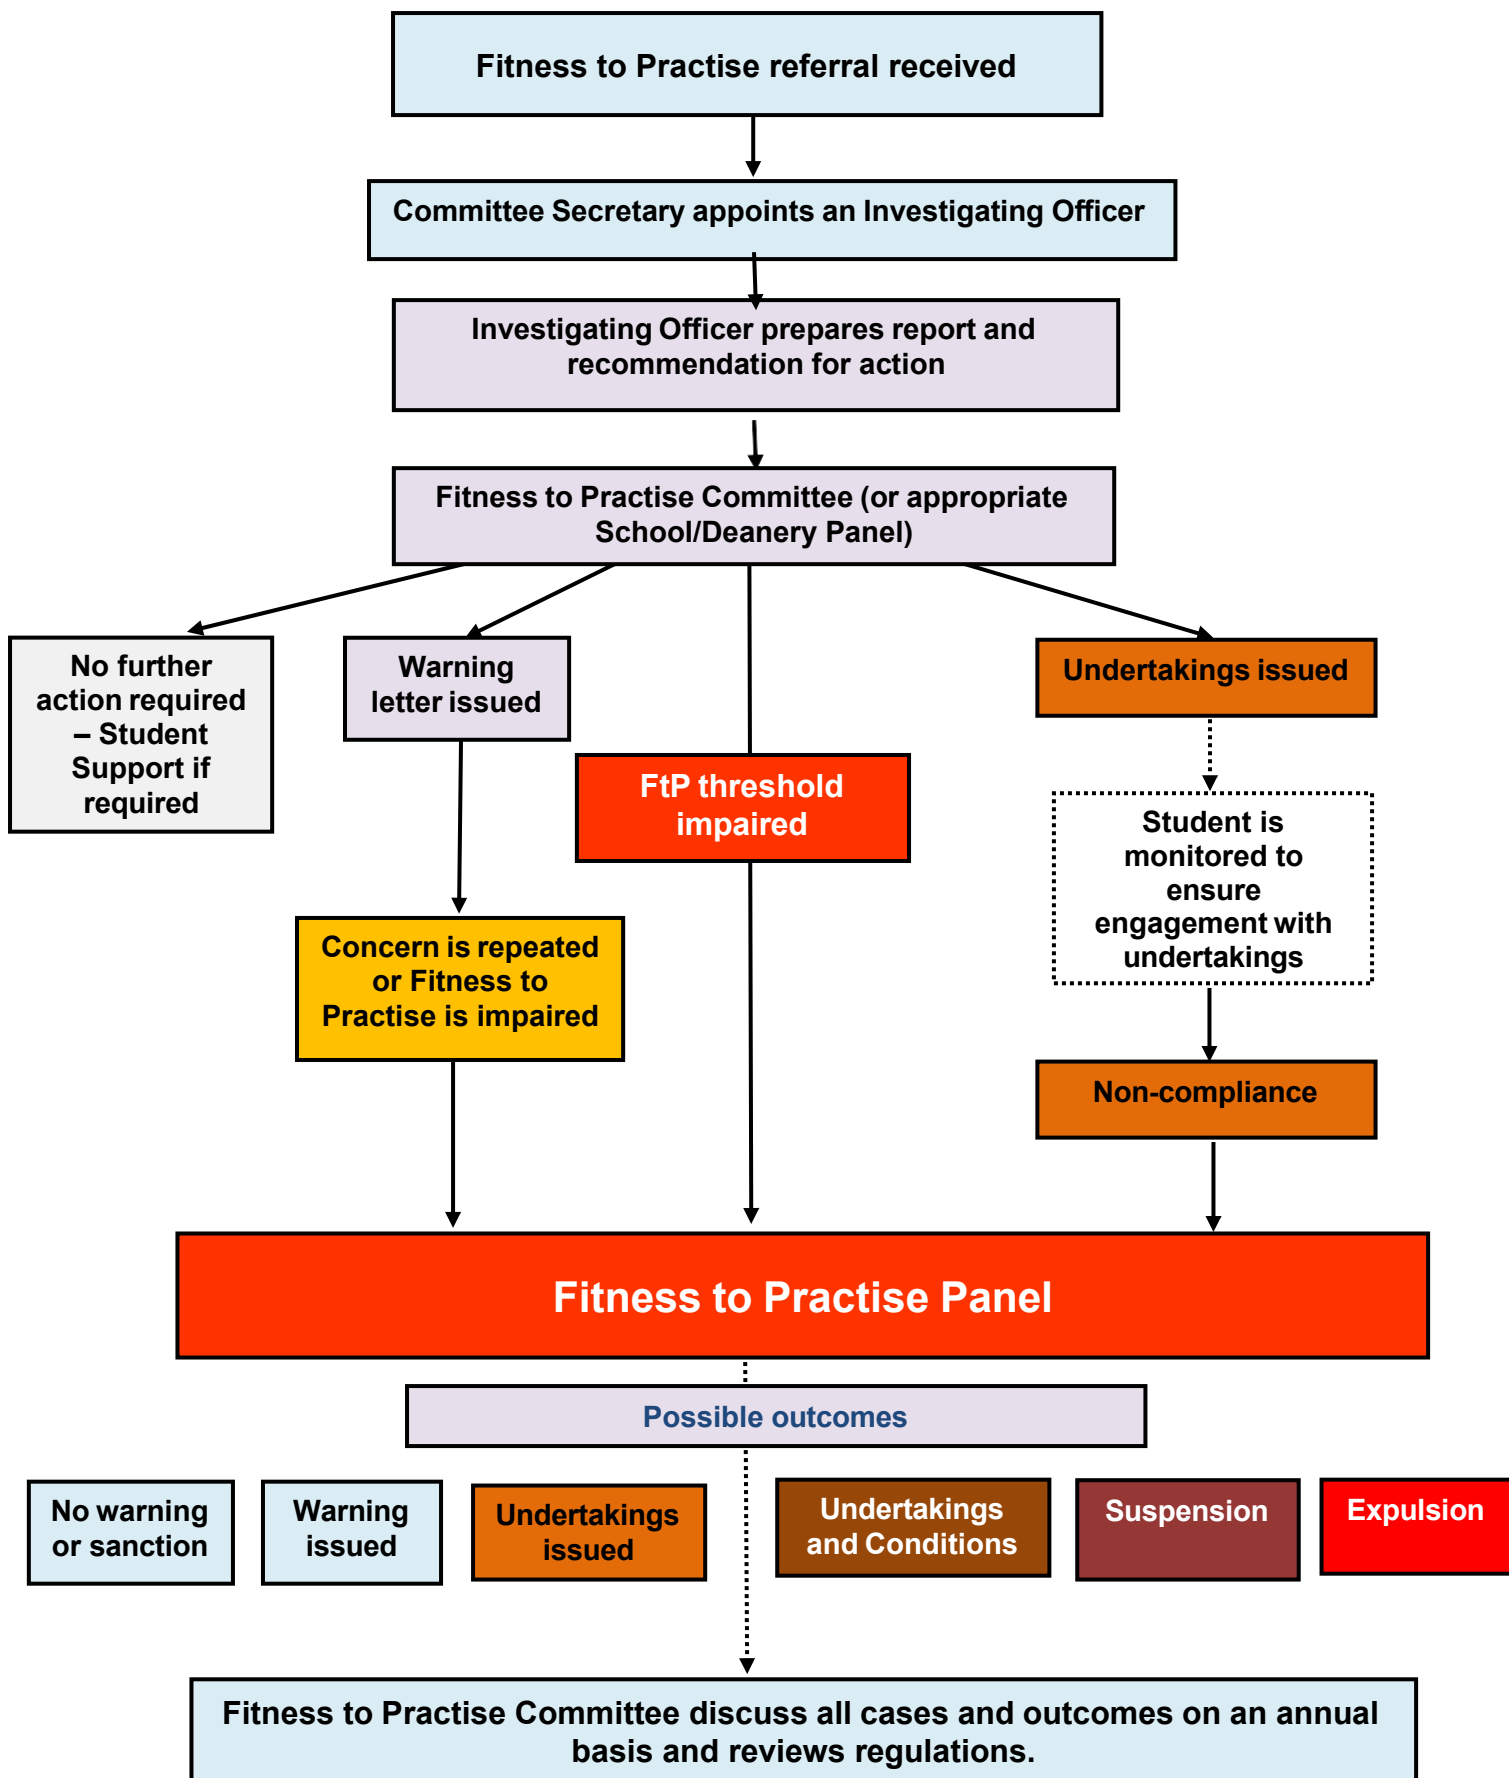 Fitness to Practise referral received
Committee Secretary appoints an Investigating Officer
Investigating Officer prepares report and
recommendation for action
Fitness to Practise Committee (or appropriate
School/Deanery Panel)
No further
action required
– Student
Support if
required
Warning
letter issued
FtP threshold
impaired
Undertakings issued
Student is
monitored to
ensure
engagement with
undertakings
Concern is repeated
or Fitness to
Practise is impaired
Non-compliance
Fitness to Practise Panel
Possible outcomes
No warning
or sanction
Warning
issued
Undertakings
issued
Undertakings
and Conditions
Suspension
Expulsion
Fitness to Practise Committee discuss all cases and outcomes on an annual
basis and reviews regulations.